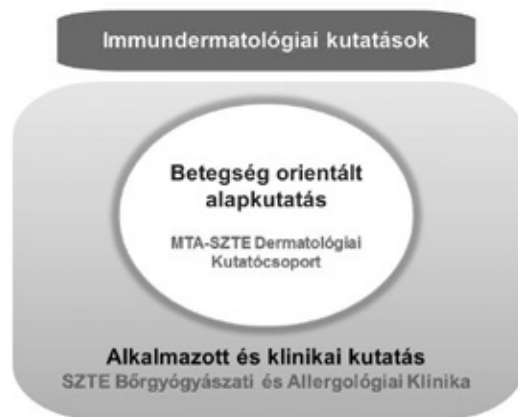 Immundermatológiai kutatások
Betegség orientált
alapkutatás
MTA-SZTE Dermatológiai
Kutatócsoport
Alkalmazott és klinikai kutatás
SZTE Bőrgyógyászati és Allergológiai Klinika